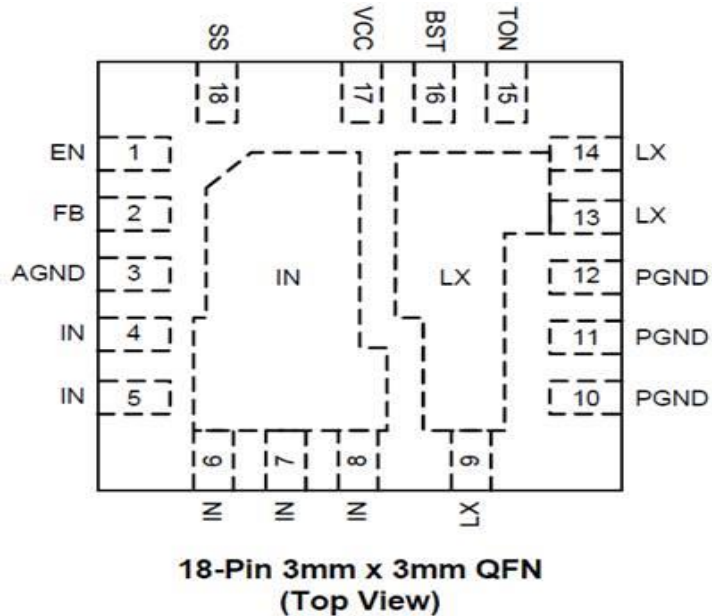 SS
VCC
BST
TON
18
17
16
15
EN 1
14 LX
FB 2
13 LX
AGND 3
IN
LX
12 PGND
IN 4
11 PGND
IN 5
10 PGND
6
7
8
9
IN
IN
IN
LX
18-Pin 3mm x 3mm QFN
(Top View)